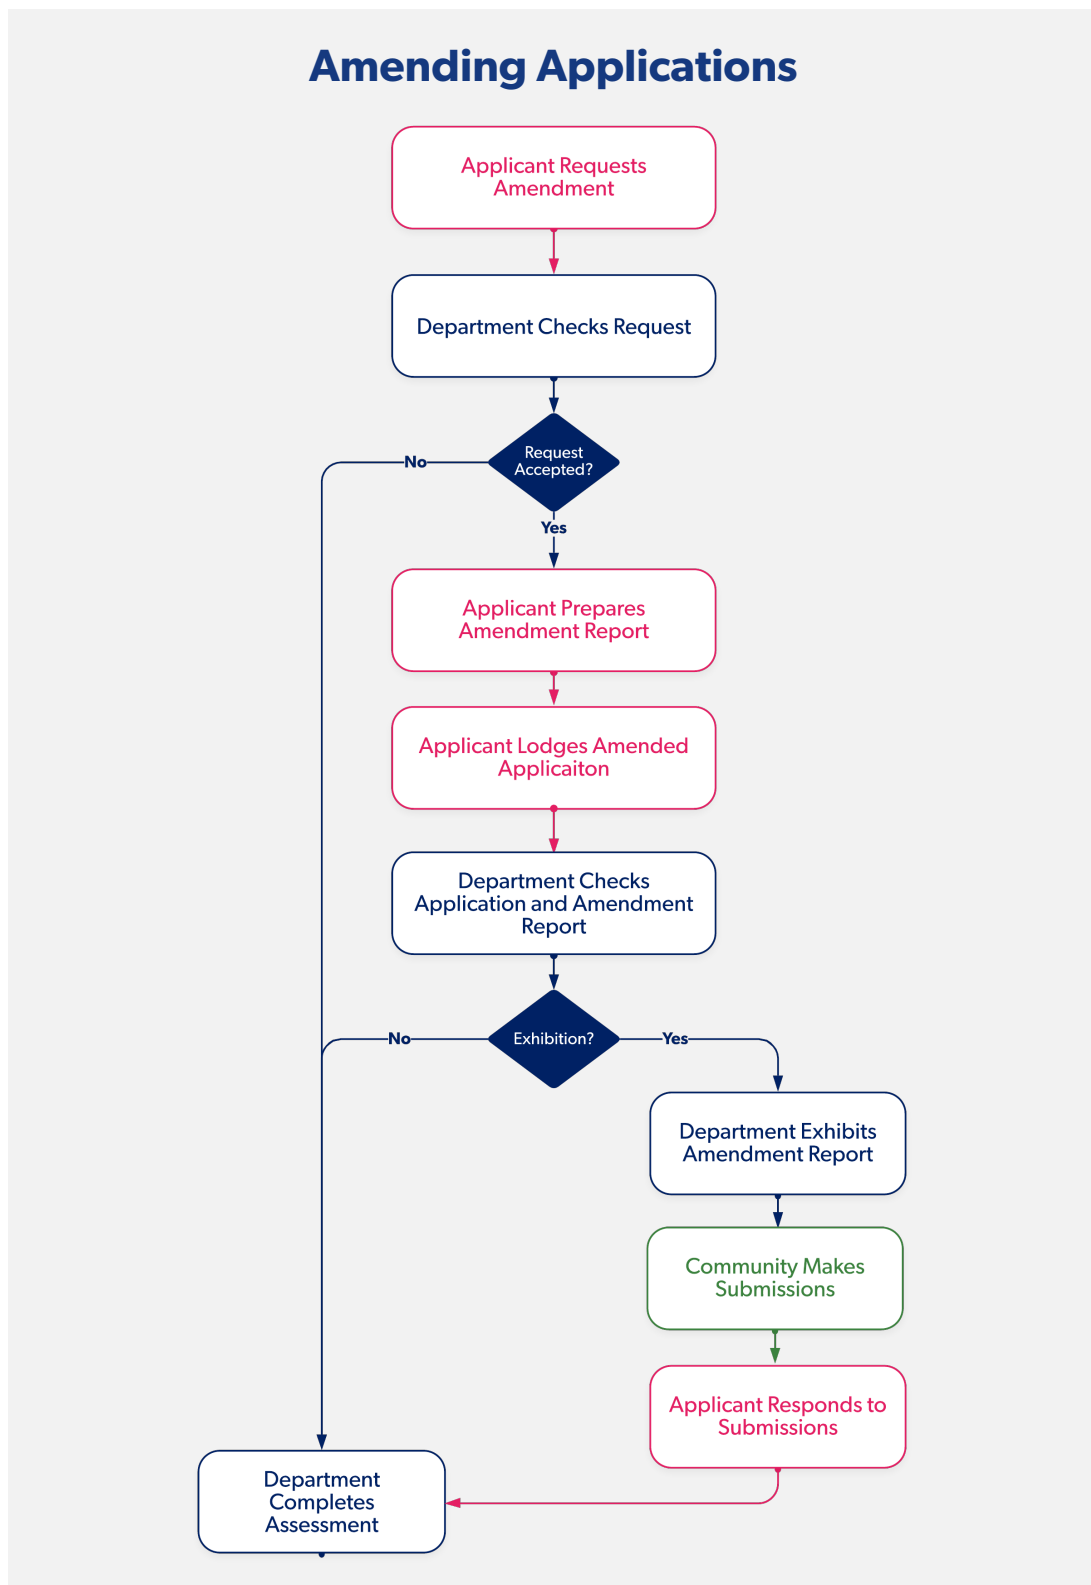 Amending Applications
Applicant Requests
Amendment
Department Checks Request
Request
Accepted?
No
Yes
Applicant Prepares
Amendment Report
Applicant Lodges Amended
Applicaiton
Department Checks
Application and Amendment
Report
Exhibition?
No
Yes
Department Exhibits
Amendment Report
Community Makes
Submissions
Applicant Responds to
Submissions
Department
Completes
Assessment